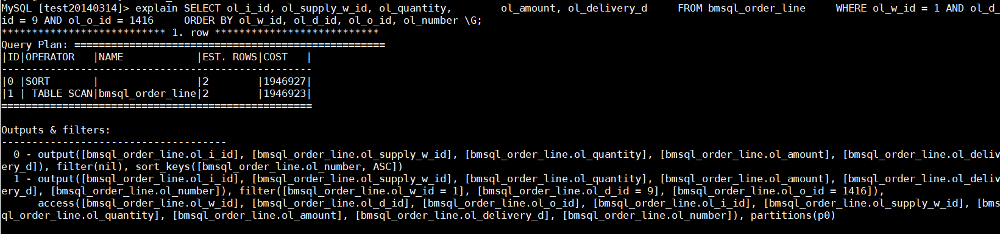 MySQL [test20140314]> explain SELECT ol_i_id, ol_supply_w_id, ol_quantity,        ol_amount, ol_delivery_d     FROM bmsql_order_line     WHERE ol_w_id = 1 AND ol_d_
id = 9 AND ol_o_id = 1416     ORDER BY ol_w_id, ol_d_id, ol_o_id, ol_number \G;
*************************** 1. row ***************************
Query Plan: ===================================================
|ID|OPERATOR   |NAME            |EST. ROWS|COST   |
---------------------------------------------------
|0 |SORT       |                |2        |1946927|
|1 | TABLE SCAN|bmsql_order_line|2        |1946923|
===================================================
Outputs & filters:
-------------------------------------
  0 - output([bmsql_order_line.ol_i_id], [bmsql_order_line.ol_supply_w_id], [bmsql_order_line.ol_quantity], [bmsql_order_line.ol_amount], [bmsql_order_line.ol_deliv
ery_d]), filter(nil), sort_keys([bmsql_order_line.ol_number, ASC])
  1 - output([bmsql_order_line.ol_i_id], [bmsql_order_line.ol_supply_w_id], [bmsql_order_line.ol_quantity], [bmsql_order_line.ol_amount], [bmsql_order_line.ol_deliv
ery_d], [bmsql_order_line.ol_number]), filter([bmsql_order_line.ol_w_id = 1], [bmsql_order_line.ol_d_id = 9], [bmsql_order_line.ol_o_id = 1416]),
      access([bmsql_order_line.ol_w_id], [bmsql_order_line.ol_d_id], [bmsql_order_line.ol_o_id], [bmsql_order_line.ol_i_id], [bmsql_order_line.ol_supply_w_id], [bms
ql_order_line.ol_quantity], [bmsql_order_line.ol_amount], [bmsql_order_line.ol_delivery_d], [bmsql_order_line.ol_number]), partitions(p0)